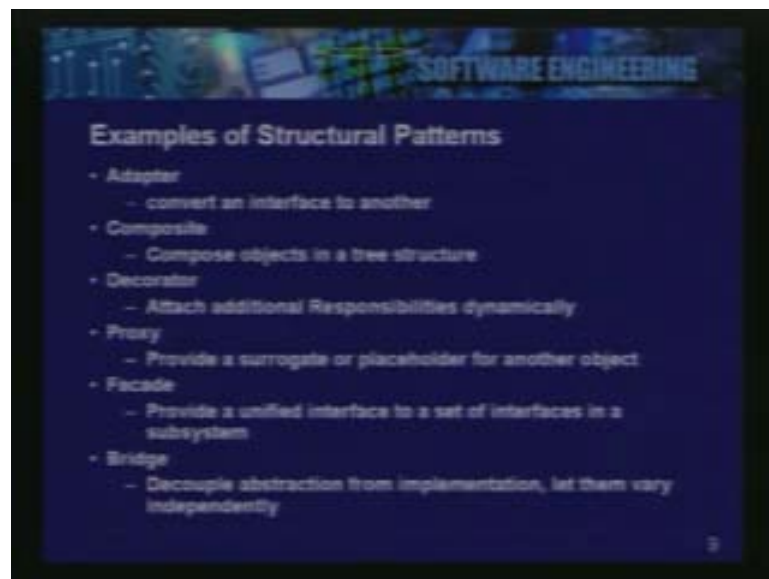 SOFTWARE ENGINEERING
Examples of Structural Patterns
• Adapter
– convert an interface to another
• Composite
– Compose objects in a tree structure
• Decorator
– Attach additional Responsibilities dynamically
• Proxy
– Provide a surrogate or placeholder for another object
• Facade
– Provide a unified interface to a set of interfaces in a
subsystem
• Bridge
– Decouple abstraction from implementation, let them vary
independently